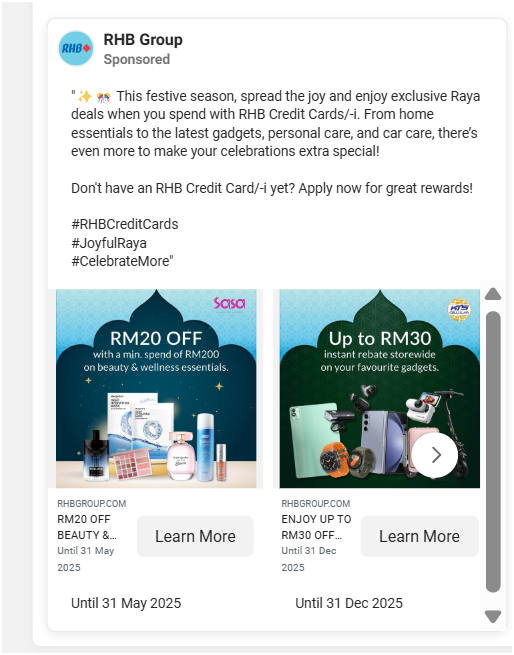 RHB
RHB Group
Sponsored
"✨ 🎊 This festive season, spread the joy and enjoy exclusive Raya
deals when you spend with RHB Credit Cards/-i. From home
essentials to the latest gadgets, personal care, and car care, there's
even more to make your celebrations extra special!
Don't have an RHB Credit Card/-i yet? Apply now for great rewards!
#RHBCreditCards
#JoyfulRaya
#CelebrateMore"
Sasa
RM20 OFF
with a min. spend of RM200
on beauty & wellness essentials.
KTS
Up to RM30
instant rebate storewide
on your favourite gadgets.
RHBGROUP.COM
RM20 OFF
BEAUTY &...
Until 31 May
2025
Learn More
RHBGROUP.COM
ENJOY UP TO
RM30 OFF...
Until 31 Dec
2025
Learn More
Until 31 May 2025
Until 31 Dec 2025